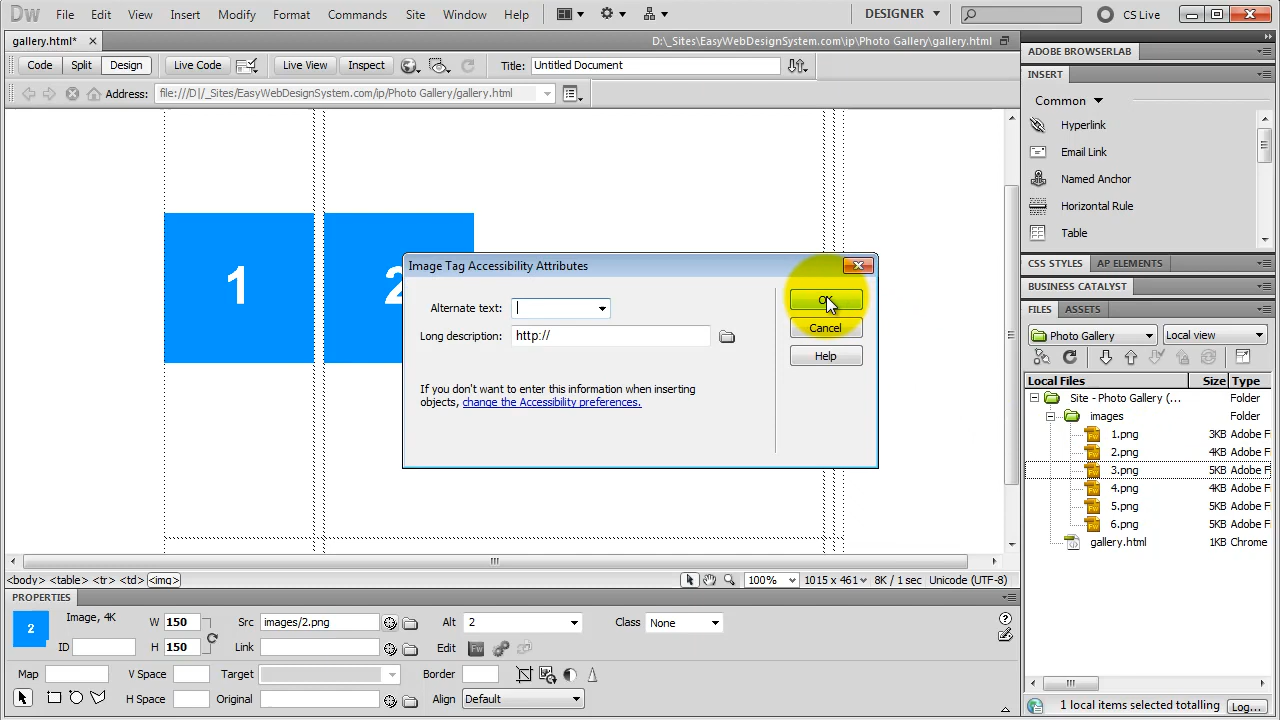 Dw File Edit View Insert Modify Format Commands Site Window Help DESIGNER CS Live
gallery.html* D:\_Sites\EasyWebDesignSystem.com\ip\Photo Gallery\gallery.html
Code Split Design Live Code Live View Inspect Title: Untitled Document
Address: file:///D|/_Sites/EasyWebDesignSystem.com/ip/Photo Gallery/gallery.html
1
2
Image Tag Accessibility Attributes
Alternate text:
Long description: http://
If you don't want to enter this information when inserting
objects, change the Accessibility preferences.
OK
Cancel
Help
ADOBE BROWSERLAB
INSERT
Common
Hyperlink
Email Link
Named Anchor
Horizontal Rule
Table
CSS STYLES AP ELEMENTS
BUSINESS CATALYST
FILES ASSETS
Photo Gallery Local view
Local Files Size Type
Site - Photo Gallery (... Folder
images Folder
1.png 3KB Adobe F
2.png 4KB Adobe F
3.png 5KB Adobe F
4.png 4KB Adobe F
5.png 5KB Adobe F
6.png 5KB Adobe F
gallery.html 1KB Chrome
1 local items selected totalling Log...
<body> <table> <tr> <td> <img> 100% 1015 x 461 8K / 1 sec Unicode (UTF-8)
PROPERTIES
2 Image, 4K W 150 Src images/2.png Alt 2 Class None
ID H 150 Link Edit Fw
Map V Space Target Border
H Space Original Align Default